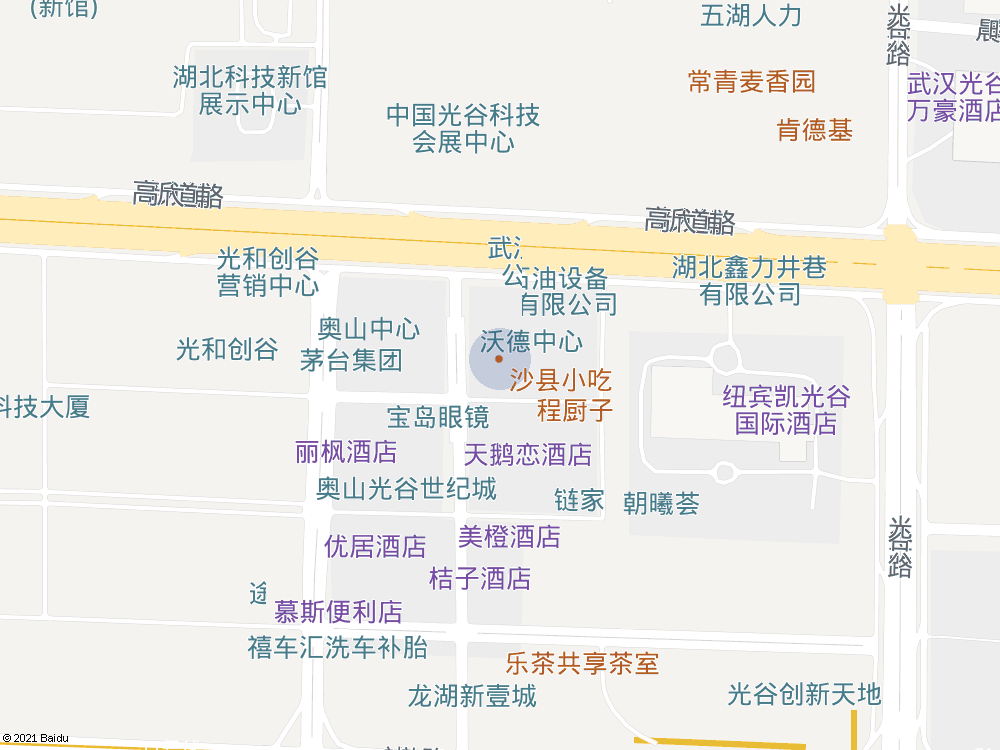 (新馆)
五湖人力
光谷路
湖北科技新馆
展示中心
常青麦香园
武汉光谷
万豪酒店
中国光谷科技
会展中心
肯德基
高欣首路
高欣首路
光和创谷
营销中心
石油设备
有限公司
湖北鑫力井巷
有限公司
奥山中心
沃德中心
光和创谷
茅台集团
沙县小吃
程厨子
科技大厦
宝岛眼镜
纽宾凯光谷
国际酒店
丽枫酒店
天鹅恋酒店
奥山光谷世纪城
链家
朝曦荟
优居酒店
美橙酒店
光谷路
桔子酒店
慕斯便利店
禧车汇洗车补胎
乐茶共享茶室
龙湖新壹城
光谷创新天地
© 2021 Baidu